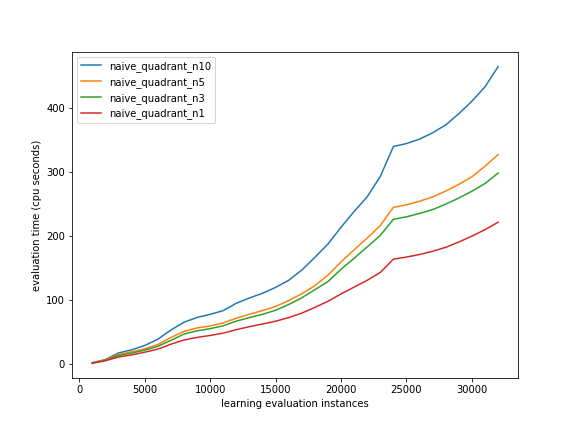 naive_quadrant_n10
naive_quadrant_n5
naive_quadrant_n3
naive_quadrant_n1
evaluation time (cpu seconds)
400
300
200
100
0
0 5000 10000 15000 20000 25000 30000
learning evaluation instances